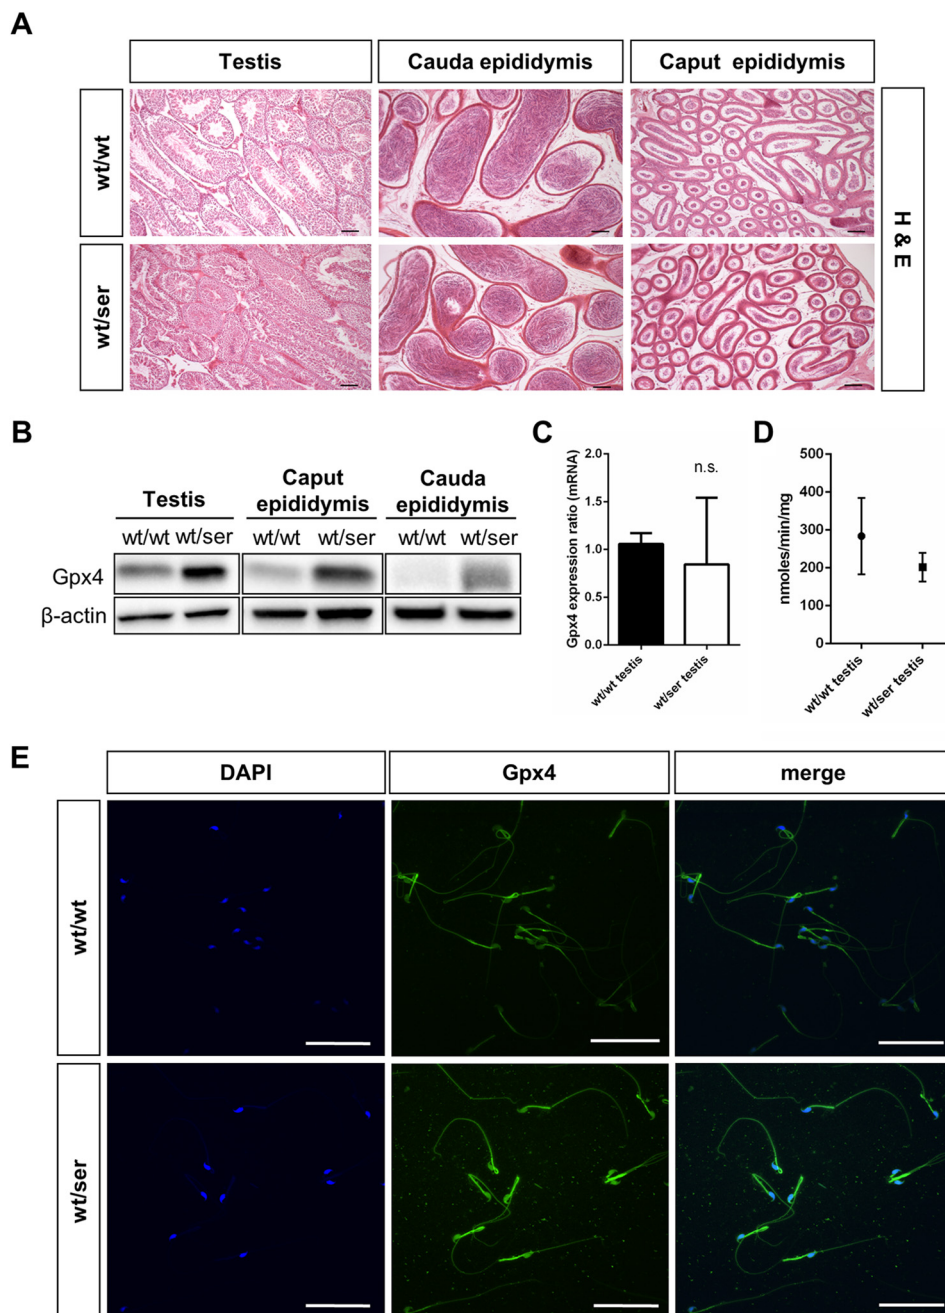 A
Testis
Cauda epididymis
Caput epididymis
wt/wt
wt/ser
H & E
B
Testis
Caput
epididymis
Cauda
epididymis
wt/wt wt/ser
wt/wt wt/ser
wt/wt wt/ser
Gpx4
β-actin
C
Gpx4 expression ratio (mRNA)
2.0
1.5
1.0
0.5
0.0
n.s.
wt/wt testis
wt/ser testis
D
nmoles/min/mg
500
400
300
200
100
0
wt/wt testis
wt/ser testis
E
DAPI
Gpx4
merge
wt/wt
wt/ser